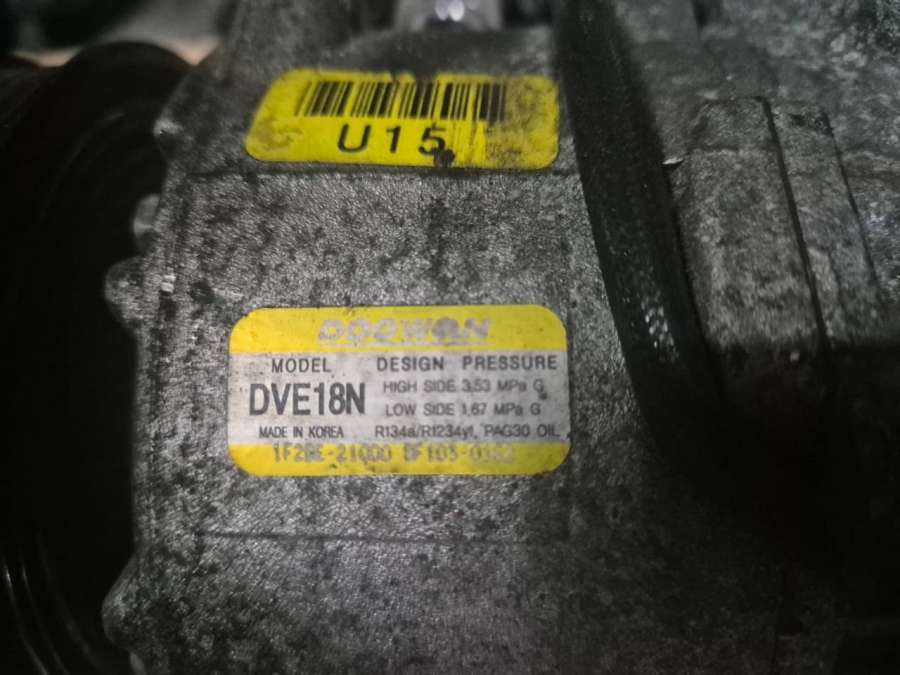 U15
DOOWON
MODEL DESIGN PRESSURE
DVE18N HIGH SIDE 3,53 MPa G
LOW SIDE 1,67 MPa G
MADE IN KOREA R134a/R1234yf, PAG30 OIL